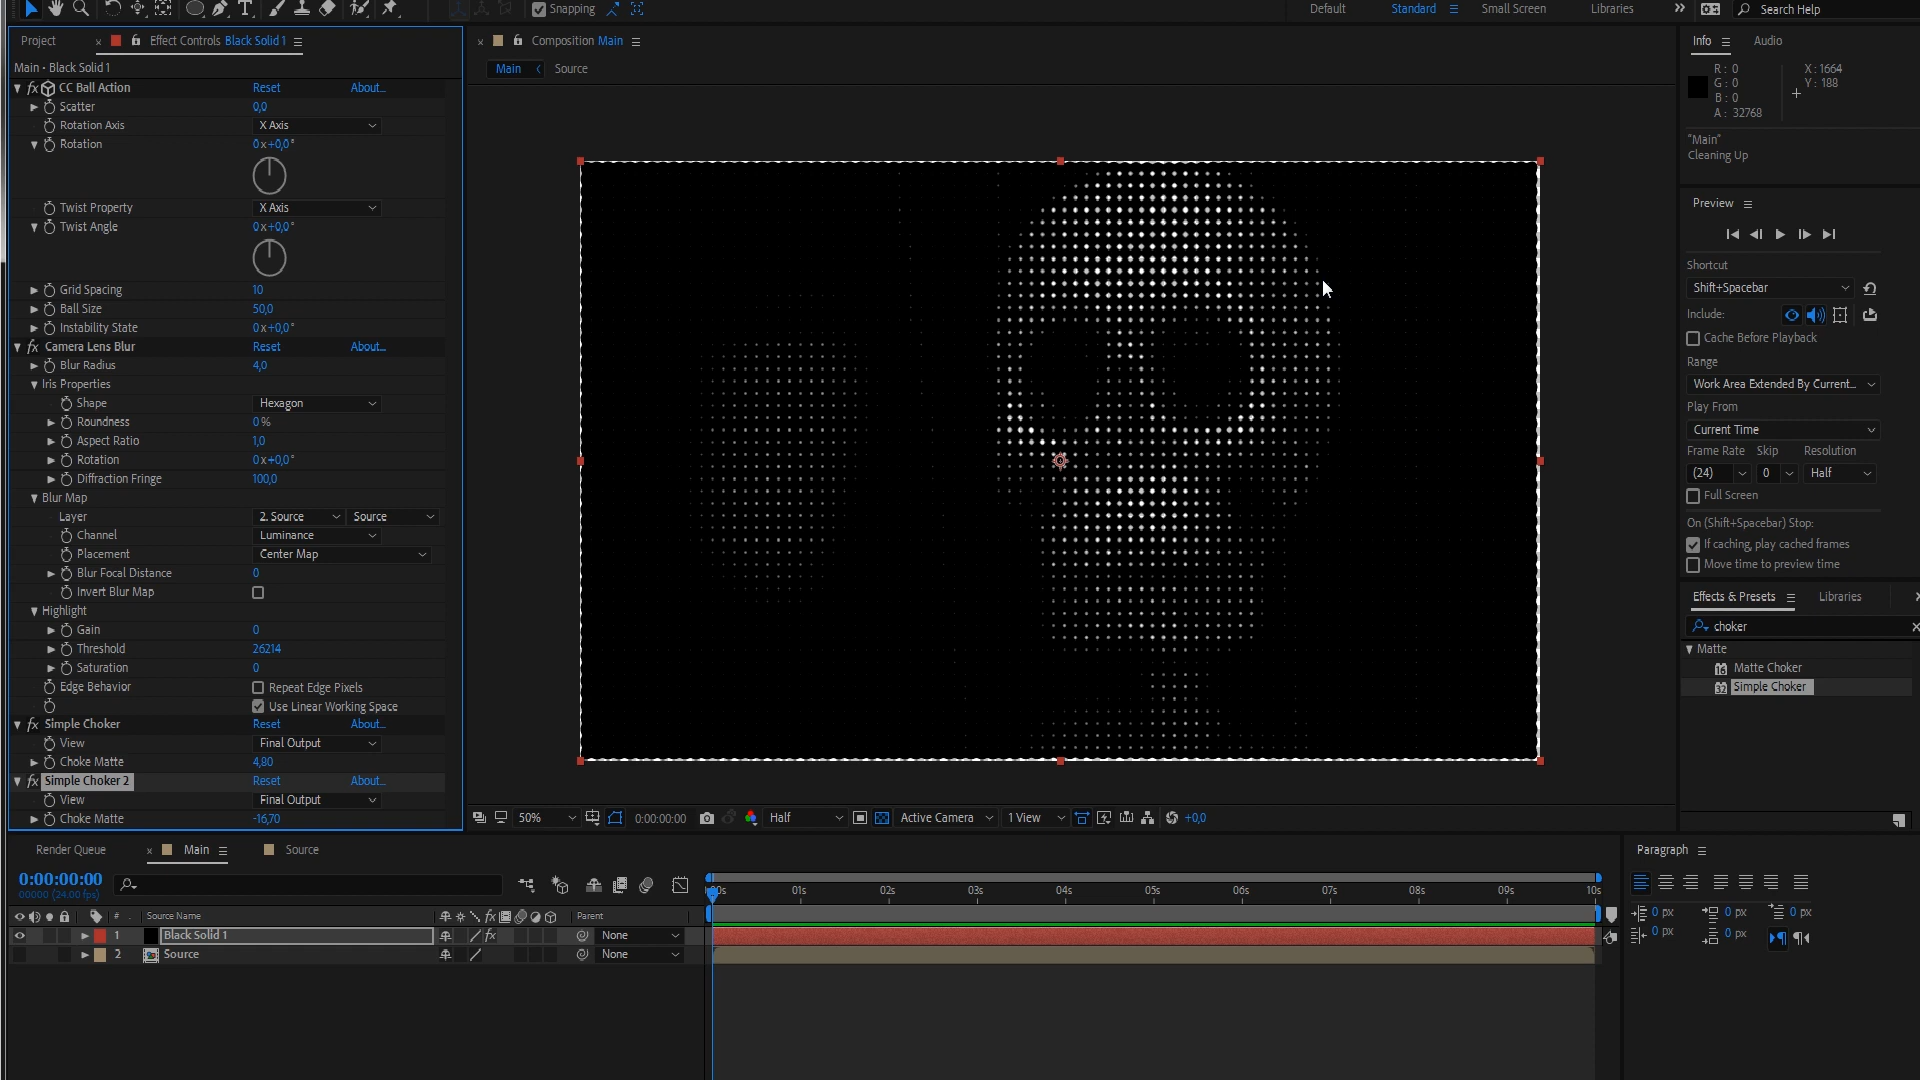 Snapping
Default
Standard
Small Screen
Libraries
Search Help
Project
Effect Controls Black Solid 1
Main • Black Solid 1
CC Ball Action Reset About...
Scatter 0,0
Rotation Axis X Axis
Rotation 0x+0,0°
Twist Property X Axis
Twist Angle 0x+0,0°
Grid Spacing 10
Ball Size 50,0
Instability State 0x+0,0°
Camera Lens Blur Reset About...
Blur Radius 4,0
Iris Properties
Shape Hexagon
Roundness 0%
Aspect Ratio 1,0
Rotation 0x+0,0°
Diffraction Fringe 100,0
Blur Map
Layer 2. Source Source
Channel Luminance
Placement Center Map
Blur Focal Distance 0
Invert Blur Map
Highlight
Gain 0
Threshold 26214
Saturation 0
Edge Behavior Repeat Edge Pixels
Use Linear Working Space
Simple Choker Reset About...
View Final Output
Choke Matte 4,80
Simple Choker 2 Reset About...
View Final Output
Choke Matte -16,70
Composition Main
Main Source
50%
0:00:00:00
Half
Active Camera
1 View
+0,0
Info
Audio
R: 0
G: 0
B: 0
A: 32768
X: 1664
Y: 188
"Main"
Cleaning Up
Preview
Shortcut
Shift+Spacebar
Include:
Cache Before Playback
Range
Work Area Extended By Current...
Play From
Current Time
Frame Rate Skip Resolution
(24) 0 Half
Full Screen
On (Shift+Spacebar) Stop:
If caching, play cached frames
Move time to preview time
Effects & Presets
Libraries
choker
Matte
Matte Choker
Simple Choker
Render Queue
Main
Source
0:00:00:00
00000 (24.00 fps)
# Source Name
fx
Parent
1 Black Solid 1 fx None
2 Source None
00s 01s 02s 03s 04s 05s 06s 07s 08s 09s 10s
Paragraph
0 px 0 px 0 px
0 px 0 px